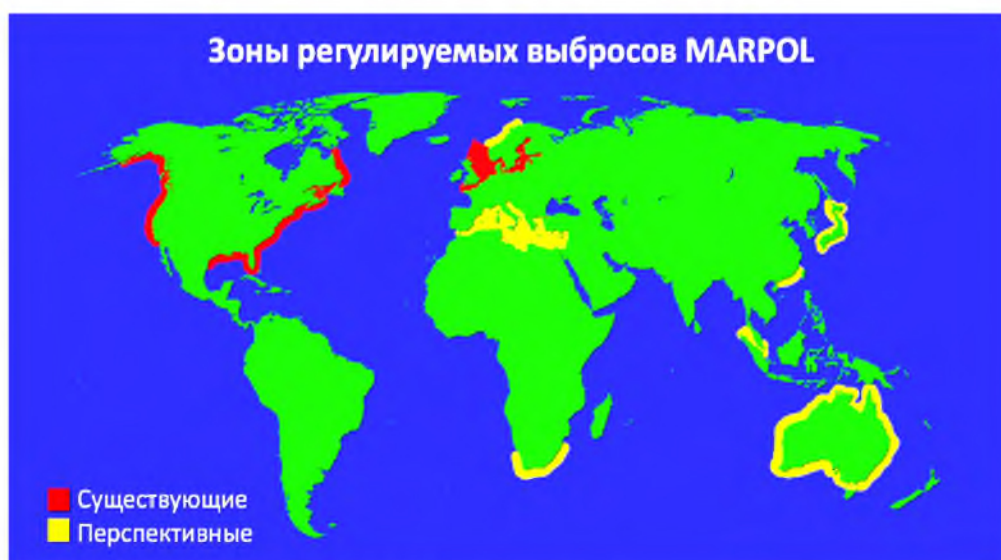 Зоны регулируемых выбросов MARPOL
Существующие
Перспективные